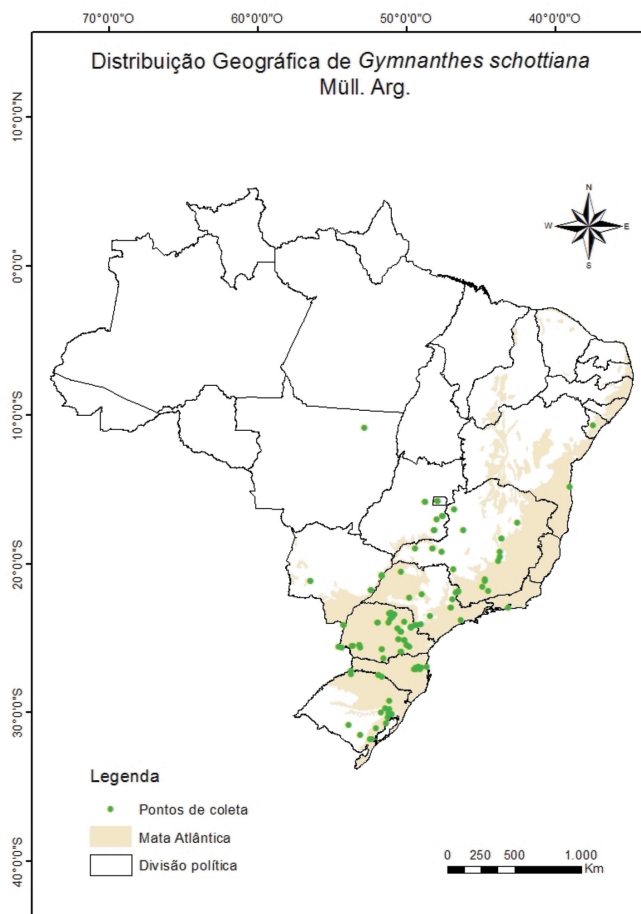 70°0'0"O 60°0'0"O 50°0'0"O 40°0'0"O
Distribuição Geográfica de Gymnanthes schottiana
Müll. Arg.
10°0'0"N
0°0'0"
10°0'0"S
20°0'0"S
30°0'0"S
40°0'0"S
N
W E
S
Legenda
Pontos de coleta
Mata Atlântica
Divisão política
0 250 500 1.000
Km